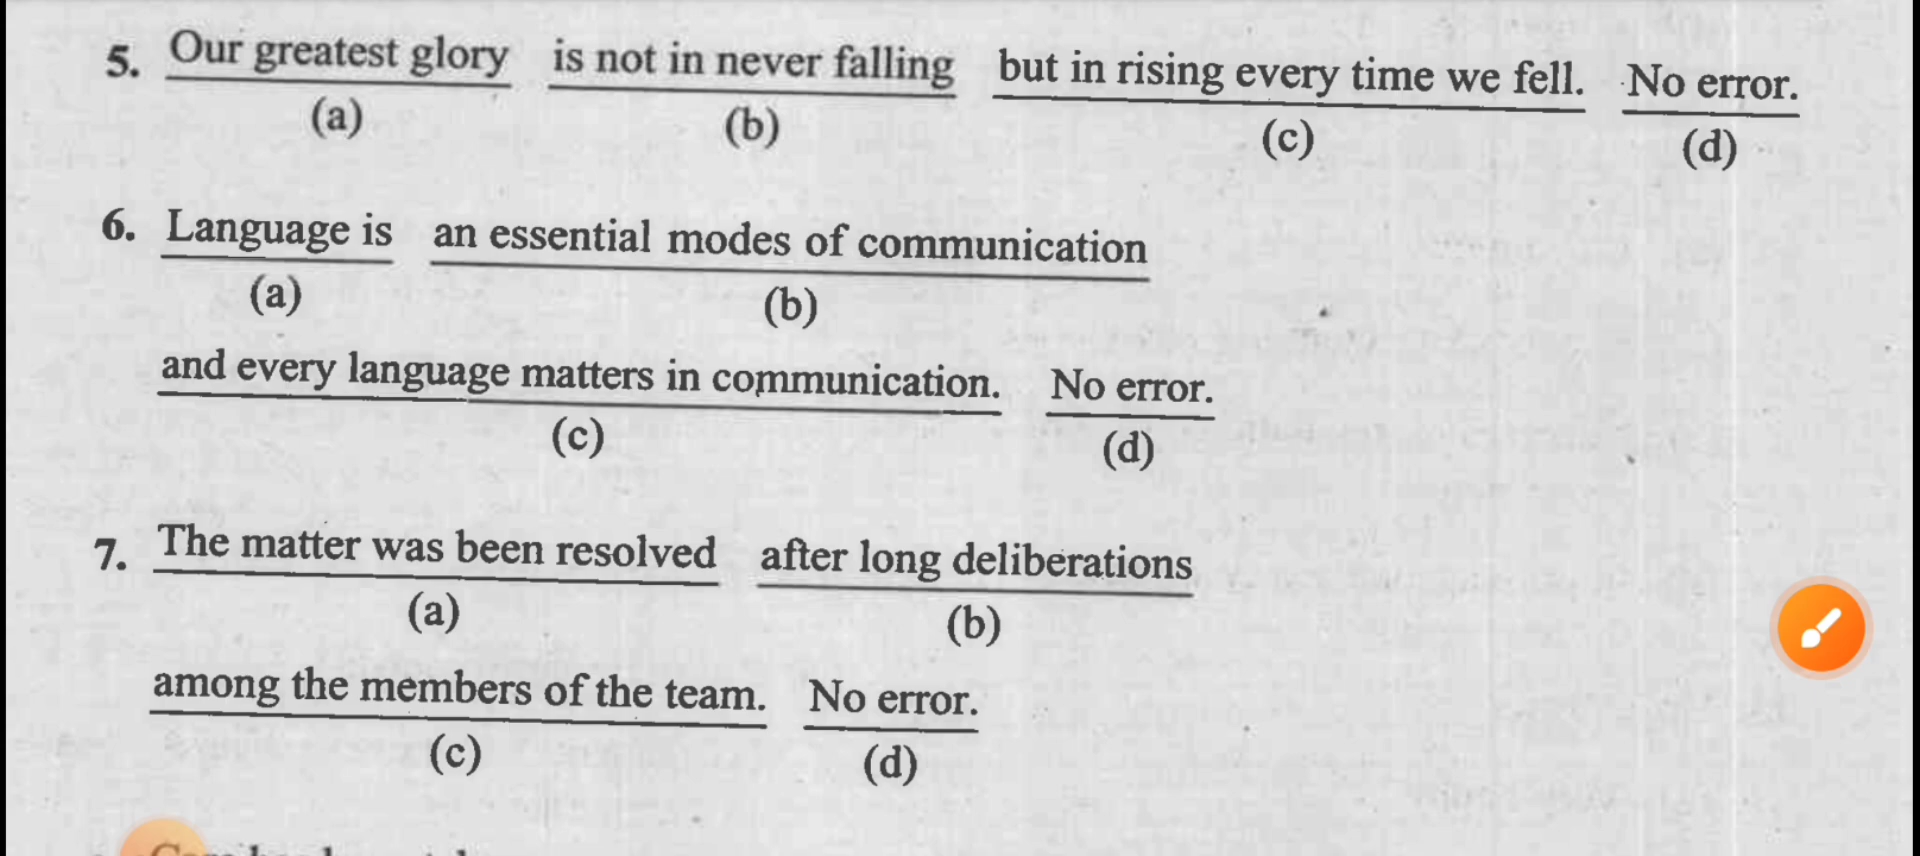 5. Our greatest glory is not in never falling but in rising every time we fell. No error.
(a) (b) (c) (d)
6. Language is an essential modes of communication
(a) (b)
and every language matters in communication. No error.
(c) (d)
7. The matter was been resolved after long deliberations
(a) (b)
among the members of the team. No error.
(c) (d)